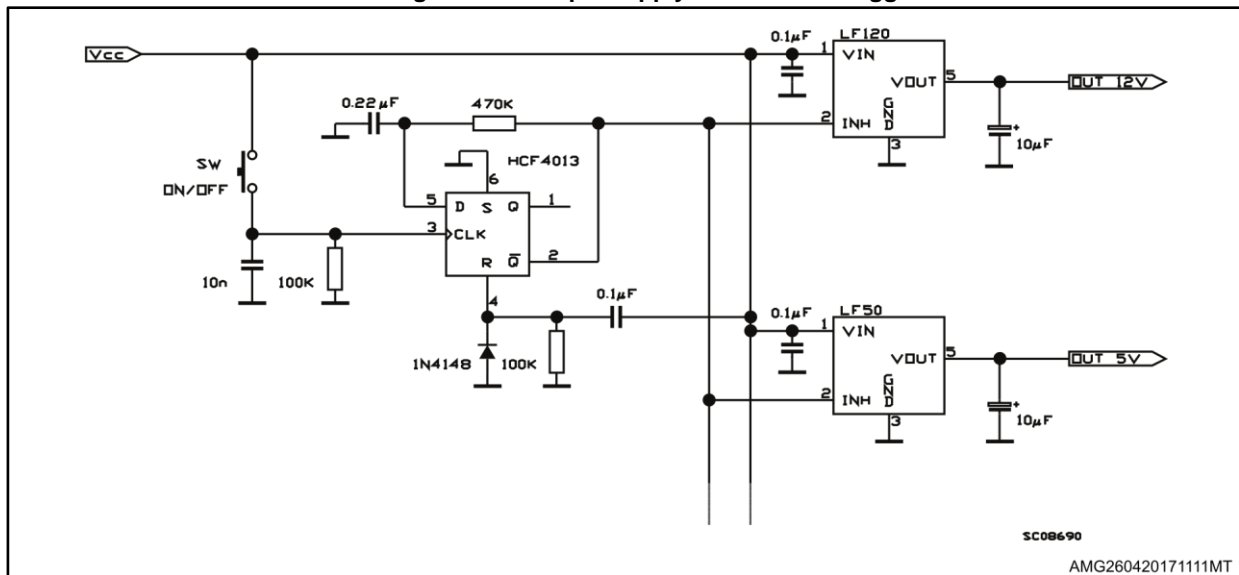 Vcc
0.1µF
LF120
1
VIN
VOUT
5
OUT 12V
2
INH
GND
3
+
10µF
0.22µF
470K
HCF4013
SW
ON/OFF
6
5
D
S
Q
1
3
CLK
R
Q
2
4
10n
100K
0.1µF
1N4148
100K
0.1µF
LF50
1
VIN
VOUT
5
OUT 5V
2
INH
GND
3
+
10µF
SC08690
AMG260420171111MT